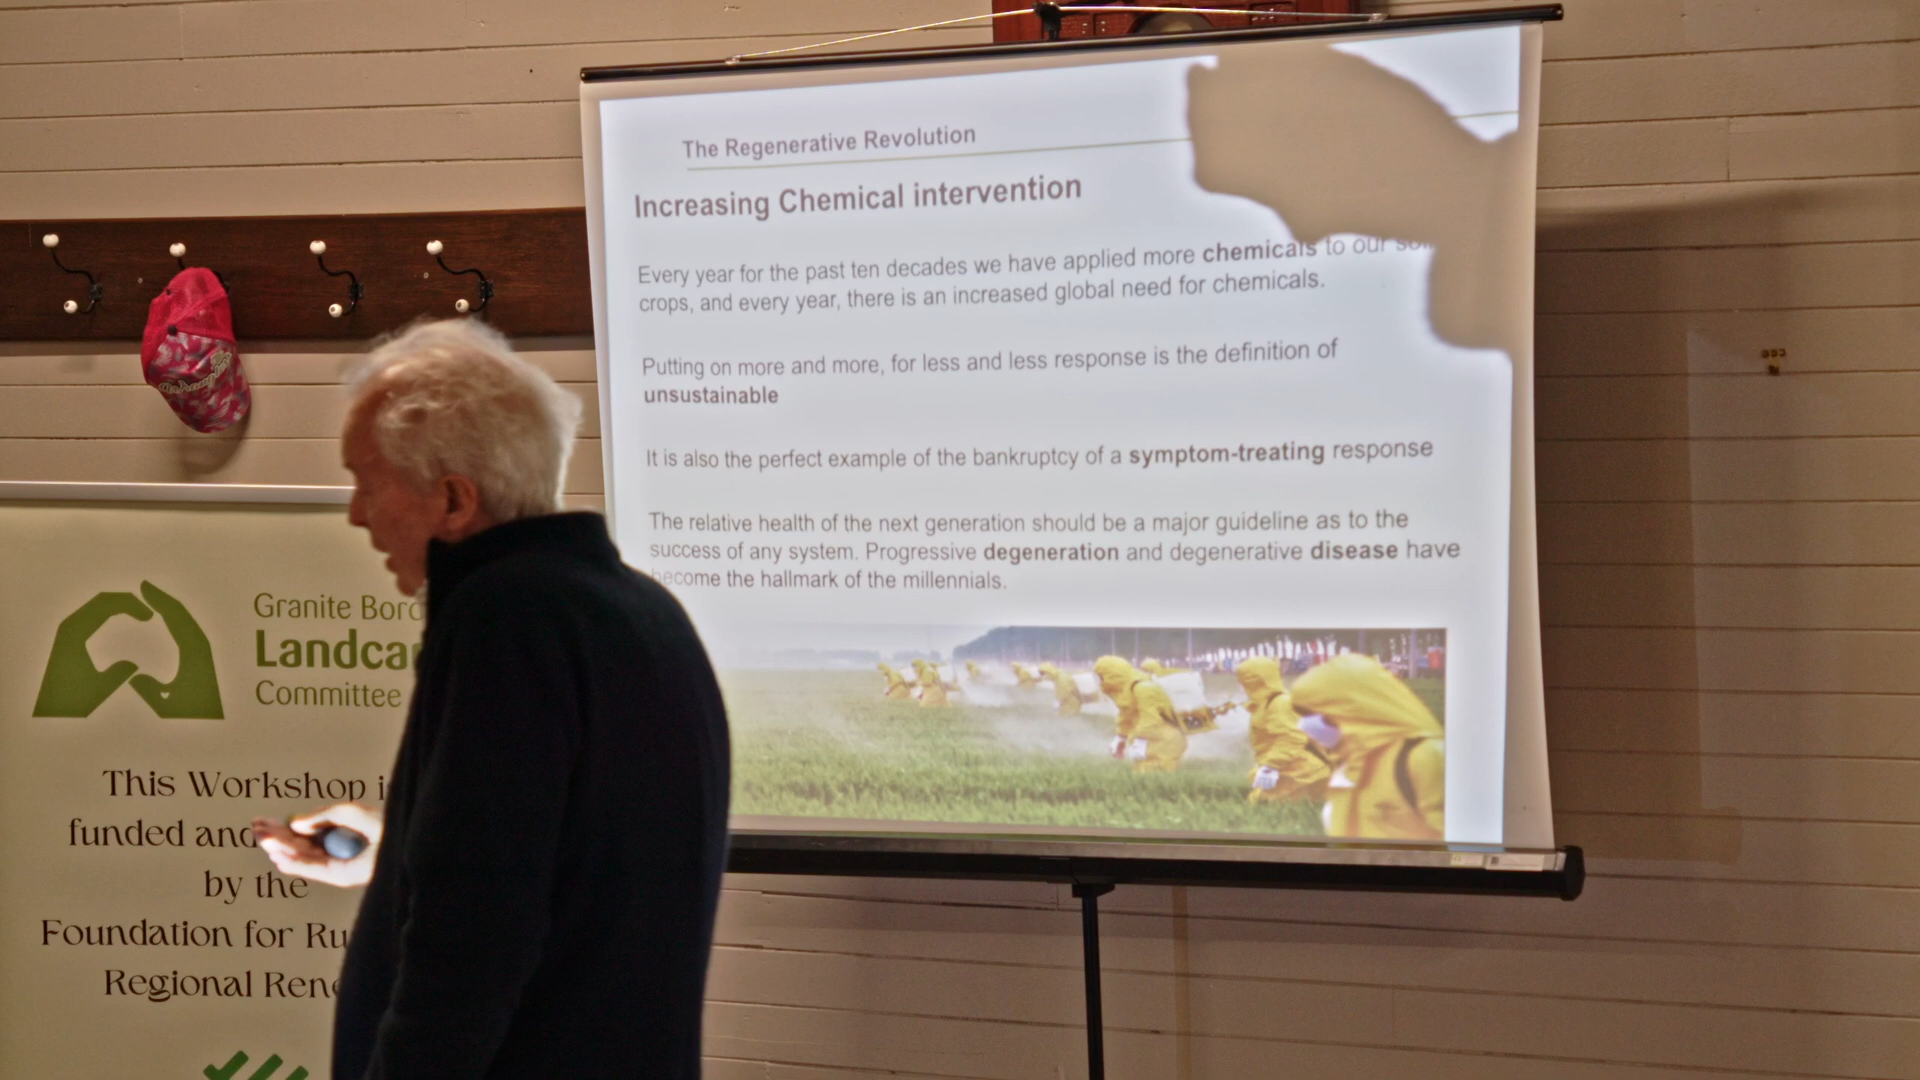 The Regenerative Revolution
Increasing Chemical intervention
Every year for the past ten decades we have applied more chemicals to our
crops, and every year, there is an increased global need for chemicals.
Putting on more and more, for less and less response is the definition of
unsustainable
It is also the perfect example of the bankruptcy of a symptom-treating response
The relative health of the next generation should be a major guideline as to the
success of any system. Progressive degeneration and degenerative disease have
become the hallmark of the millennials.
Granite Bor
Landca
Committee
This Workshop i
funded and
by the
Foundation for Ru
Regional Ren